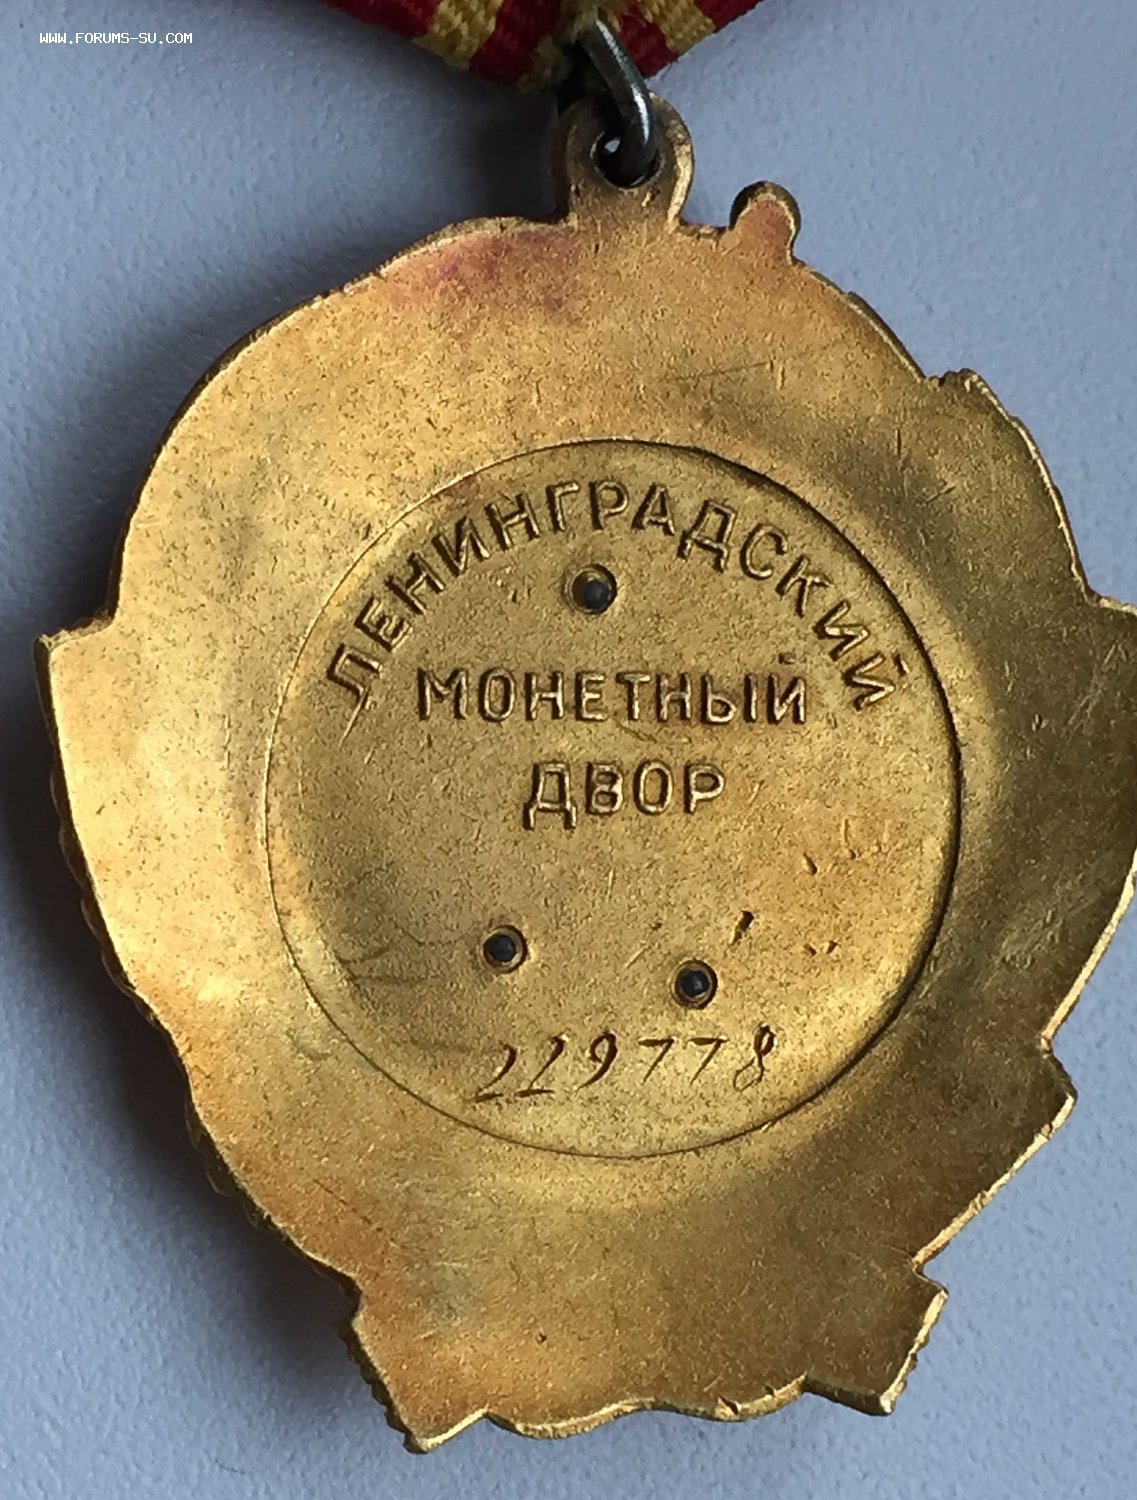 WWW.FORUMS-SU.COM
ЛЕНИНГРАДСКИЙ
МОНЕТНЫЙ
ДВОР
229778